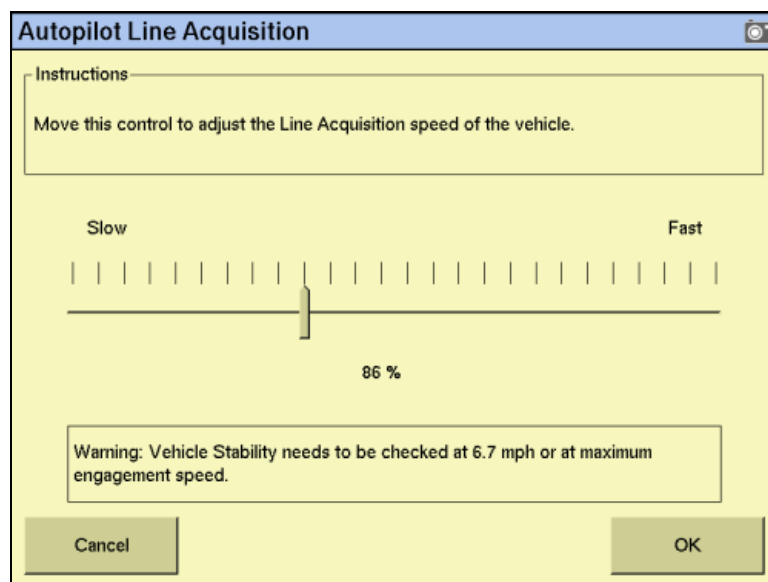 Autopilot Line Acquisition
Instructions
Move this control to adjust the Line Acquisition speed of the vehicle.
Slow
Fast
86 %
Warning: Vehicle Stability needs to be checked at 6.7 mph or at maximum
engagement speed.
Cancel
OK